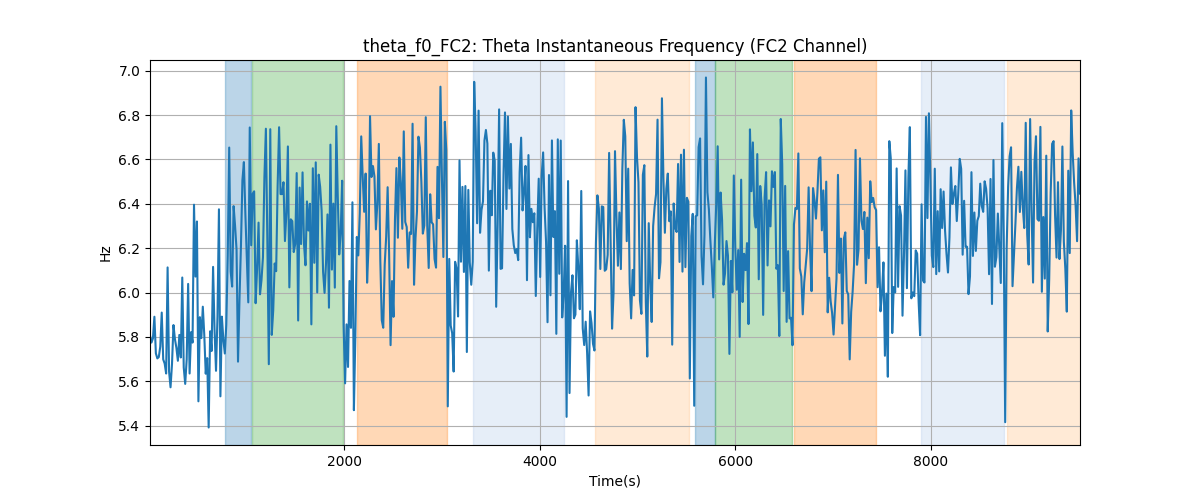 theta_f0_FC2: Theta Instantaneous Frequency (FC2 Channel)
7.0
6.8
6.6
6.4
6.2
6.0
5.8
5.6
5.4
Hz
2000 4000 6000 8000
Time(s)